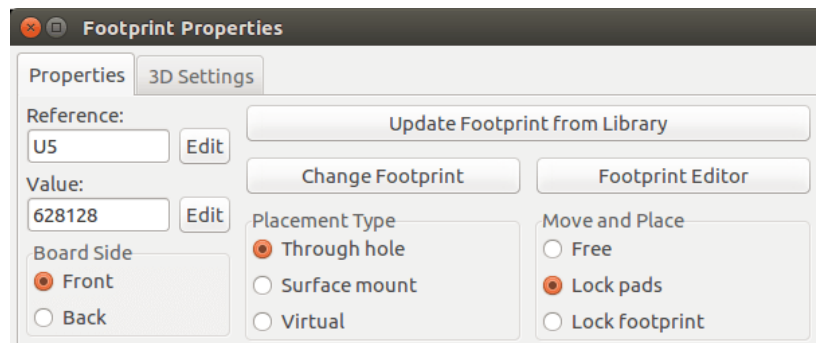 Footprint Properties
Properties
3D Settings
Reference:
U5
Edit
Value:
628128
Edit
Board Side
Front
Back
Update Footprint from Library
Change Footprint
Footprint Editor
Placement Type
Through hole
Surface mount
Virtual
Move and Place
Free
Lock pads
Lock footprint